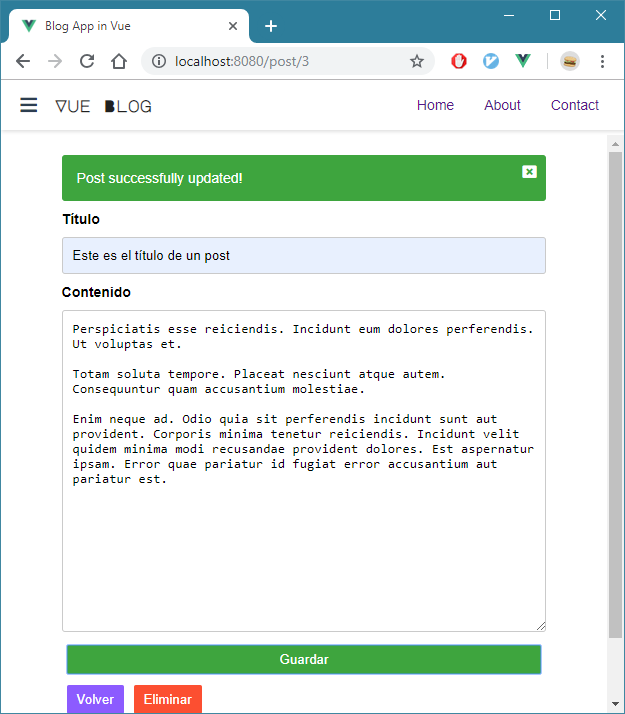 Blog App in Vue
localhost:8080/post/3
VUE BLOG
Home About Contact
Post successfully updated!
Título
Este es el título de un post
Contenido
Perspiciatis esse reiciendis. Incidunt eum dolores perferendis.
Ut voluptas et.
Totam soluta tempore. Placeat nesciunt atque autem.
Consequuntur quam accusantium molestiae.
Enim neque ad. Odio quia sit perferendis incidunt sunt aut
provident. Corporis minima tenetur reiciendis. Incidunt velit
quidem minima modi recusandae provident dolores. Est aspernatur
ipsam. Error quae pariatur id fugiat error accusantium aut
pariatur est.
Guardar
Volver Eliminar